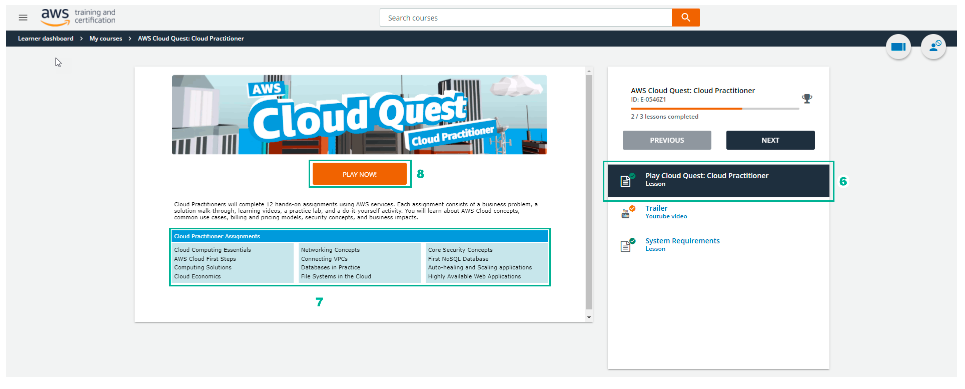 aws training and certification
Search courses
Learner dashboard > My courses > AWS Cloud Quest: Cloud Practitioner
AWS
Cloud Quest
Cloud Practitioner
PLAY NOW!
8
Cloud Practitioners will complete 12 hands-on assignments using AWS services. Each assignment consists of a business problem, a
solution walk through, learning videos, a practice lab, and a do-it-yourself activity. You will learn about AWS Cloud concepts,
common use cases, billing and pricing models, security concepts, and business impacts.
Cloud Practitioner Assignments
Cloud Computing Essentials Networking Concepts Core Security Concepts
AWS Cloud First Steps Connecting VPCs First NoSQL Database
Computing Solutions Databases in Practice Auto-healing and Scaling applications
Cloud Economics File Systems in the Cloud Highly Available Web Applications
7
AWS Cloud Quest: Cloud Practitioner
ID: E-0546Z1
2 / 3 lessons completed
PREVIOUS NEXT
Play Cloud Quest: Cloud Practitioner
Lesson
6
Trailer
Youtube video
System Requirements
Lesson